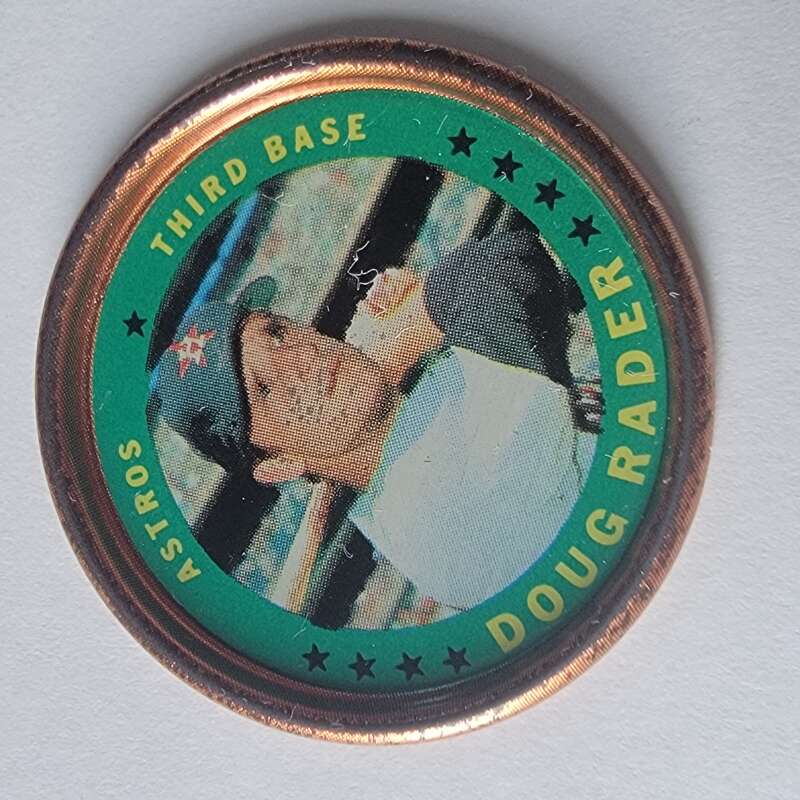 ASTROS
THIRD BASE
DOUG RADER
H